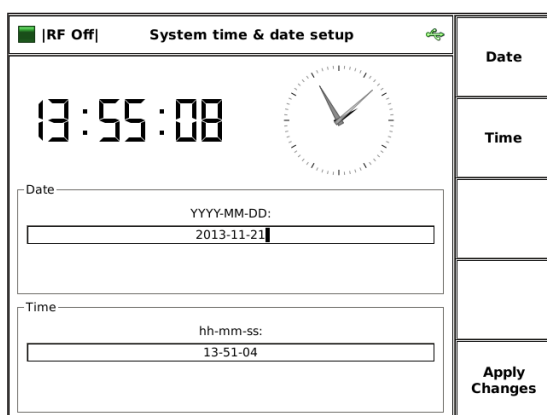 |RF Off|
System time & date setup
Date
Time
13:55:08
Date
YYYY-MM-DD:
2013-11-21
Time
hh-mm-ss:
13-51-04
Apply
Changes